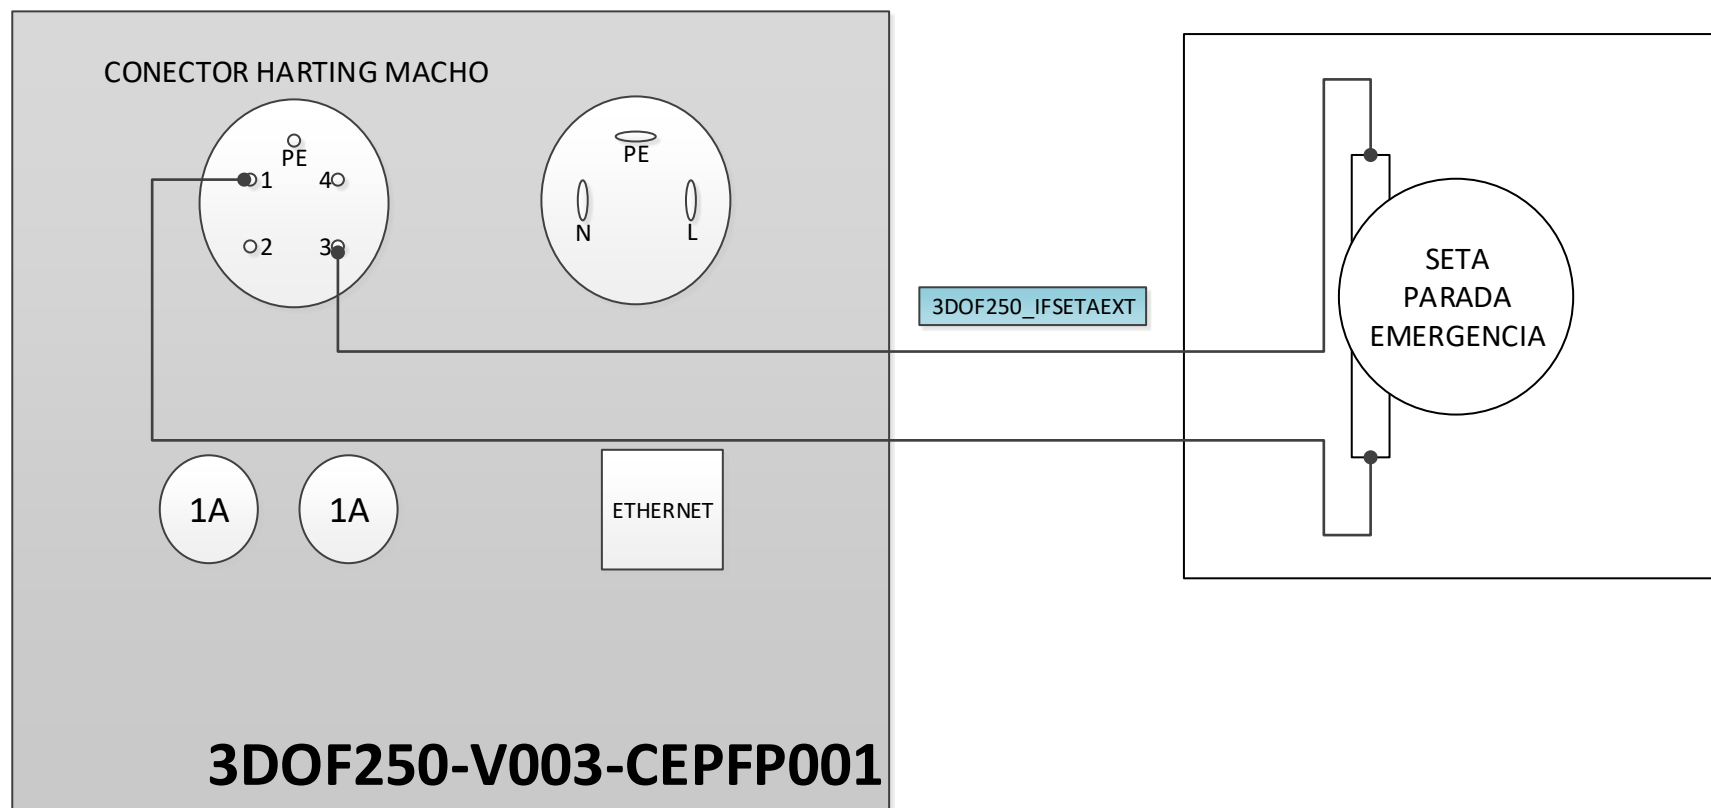 CONECTOR HARTING MACHO
PE
1
4
2
3
PE
N
L
3DOF250_IFSETAEXT
SETA
PARADA
EMERGENCIA
1A
1A
ETHERNET
3DOF250-V003-CEPFP001